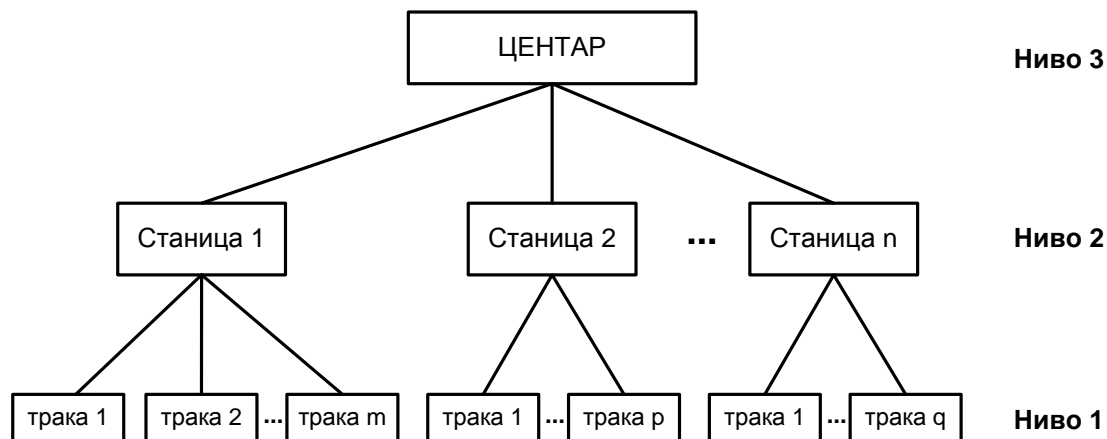 ЦЕНТАР
Ниво 3
Станица 1
Станица 2
...
Станица n
Ниво 2
трака 1
трака 2
...
трака m
трака 1
...
трака p
трака 1
...
трака q
Ниво 1